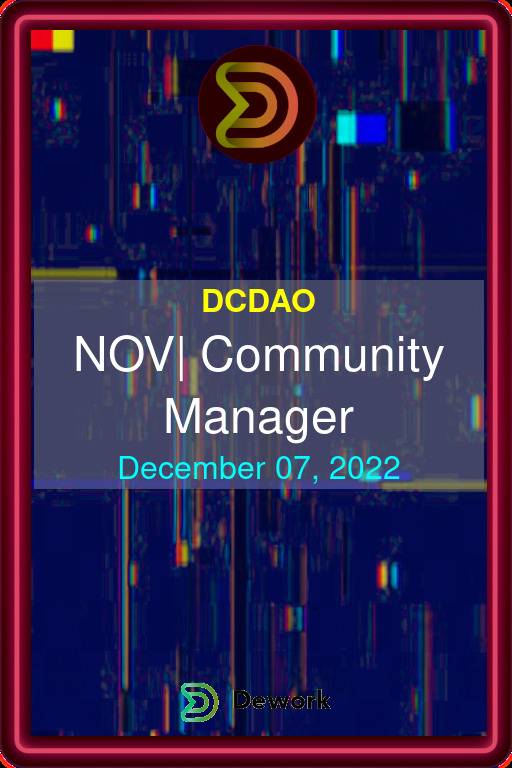 DCDAO
NOV| Community
Manager
December 07, 2022
Dework